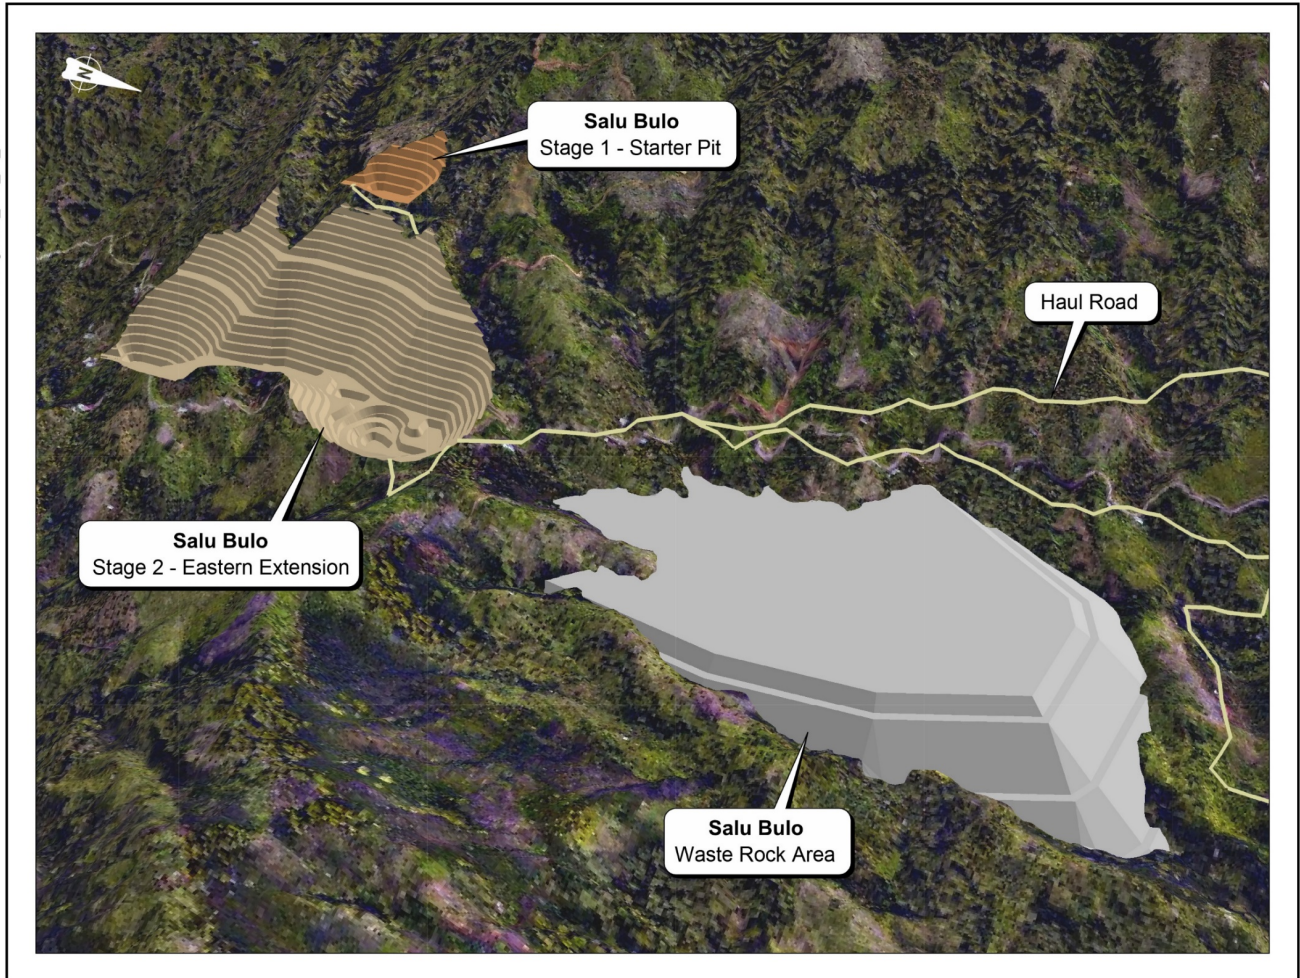 N
Salu Bulo
Stage 1 - Starter Pit
Haul Road
Salu Bulo
Stage 2 - Eastern Extension
Salu Bulo
Waste Rock Area